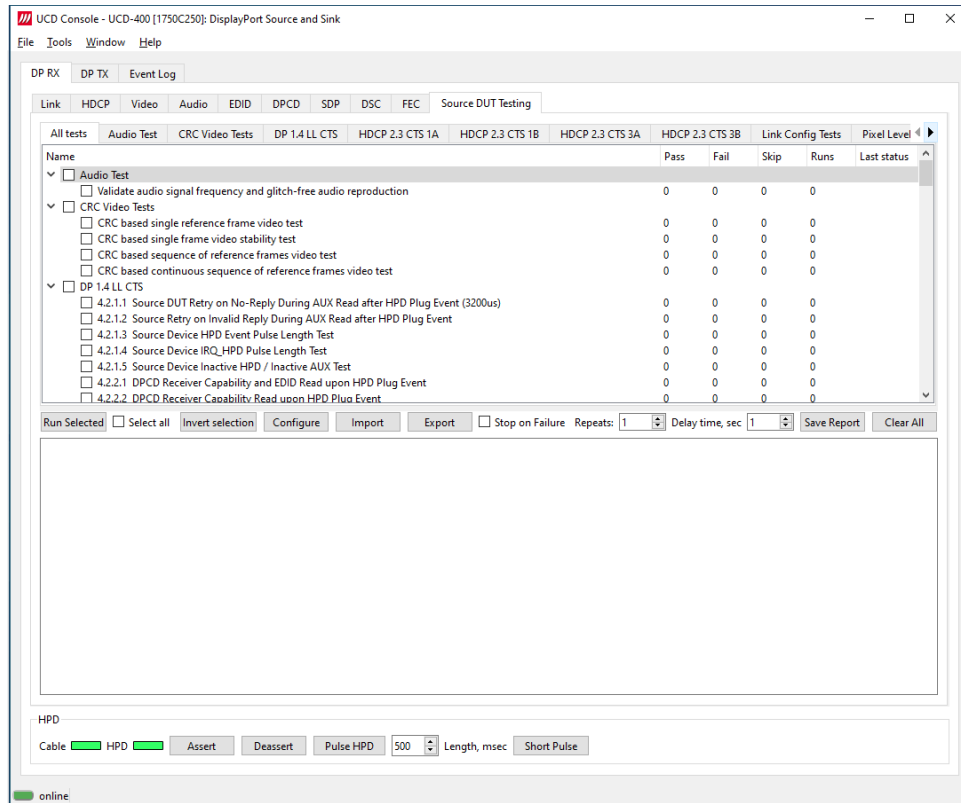 UCD Console - UCD-400 [1750C250]: DisplayPort Source and Sink
File Tools Window Help
DP RX DP TX Event Log
Link HDCP Video Audio EDID DPCD SDP DSC FEC Source DUT Testing
All tests Audio Test CRC Video Tests DP 1.4 LL CTS HDCP 2.3 CTS 1A HDCP 2.3 CTS 1B HDCP 2.3 CTS 3A HDCP 2.3 CTS 3B Link Config Tests Pixel Level
Name Pass Fail Skip Runs Last status
Audio Test
Validate audio signal frequency and glitch-free audio reproduction 0 0 0 0
CRC Video Tests
CRC based single reference frame video test 0 0 0 0
CRC based single frame video stability test 0 0 0 0
CRC based sequence of reference frames video test 0 0 0 0
CRC based continuous sequence of reference frames video test 0 0 0 0
DP 1.4 LL CTS
4.2.1.1 Source DUT Retry on No-Reply During AUX Read after HPD Plug Event (3200us) 0 0 0 0
4.2.1.2 Source Retry on Invalid Reply During AUX Read after HPD Plug Event 0 0 0 0
4.2.1.3 Source Device HPD Event Pulse Length Test 0 0 0 0
4.2.1.4 Source Device IRQ_HPD Pulse Length Test 0 0 0 0
4.2.1.5 Source Device Inactive HPD / Inactive AUX Test 0 0 0 0
4.2.2.1 DPCD Receiver Capability and EDID Read upon HPD Plug Event 0 0 0 0
4.2.2.2 DPCD Receiver Capability Read upon HPD Plug Event 0 0 0 0
Run Selected Select all Invert selection Configure Import Export Stop on Failure Repeats: 1 Delay time, sec 1 Save Report Clear All
HPD
Cable HPD Assert Deassert Pulse HPD 500 Length, msec Short Pulse
online